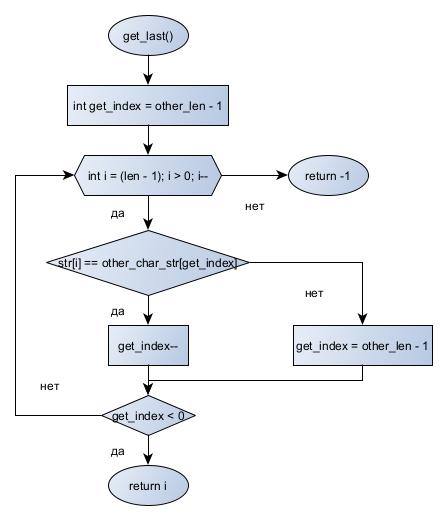 get_last()
int get_index = other_len - 1
int i = (len - 1); i > 0; i--
return -1
да
нет
str[i] == other_char_str[get_index]
нет
да
get_index--
get_index = other_len - 1
нет
get_index < 0
да
return i